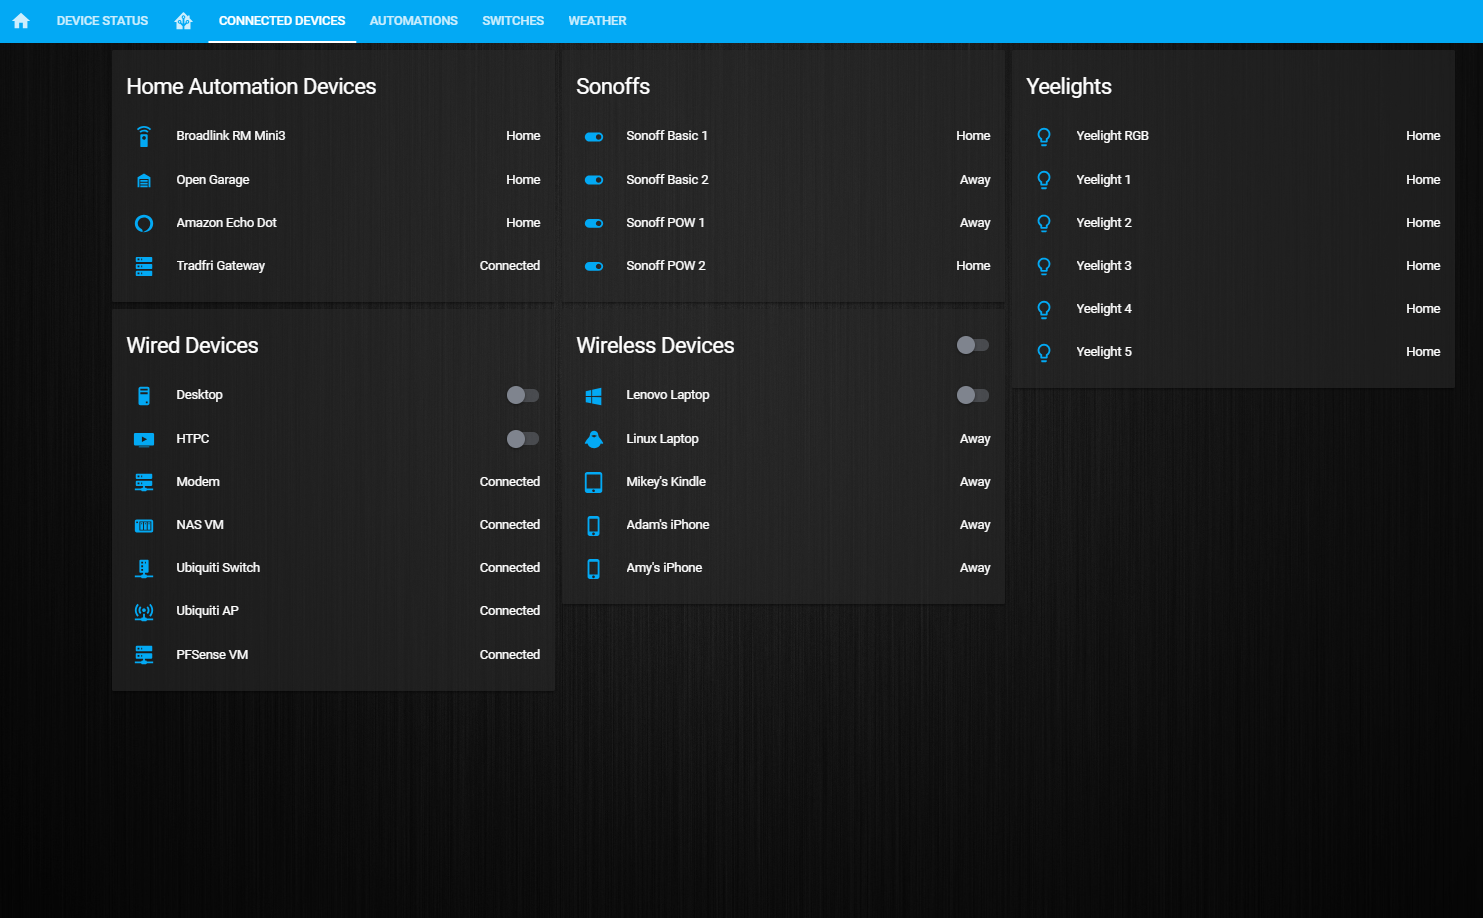 DEVICE STATUS CONNECTED DEVICES AUTOMATIONS SWITCHES WEATHER
Home Automation Devices
Broadlink RM Mini3 Home
Open Garage Home
Amazon Echo Dot Home
Tradfri Gateway Connected
Sonoffs
Sonoff Basic 1 Home
Sonoff Basic 2 Away
Sonoff POW 1 Away
Sonoff POW 2 Home
Yeelights
Yeelight RGB Home
Yeelight 1 Home
Yeelight 2 Home
Yeelight 3 Home
Yeelight 4 Home
Yeelight 5 Home
Wired Devices
Desktop
HTPC
Modem Connected
NAS VM Connected
Ubiquiti Switch Connected
Ubiquiti AP Connected
PFSense VM Connected
Wireless Devices
Lenovo Laptop
Linux Laptop Away
Mikey's Kindle Away
Adam's iPhone Away
Amy's iPhone Away